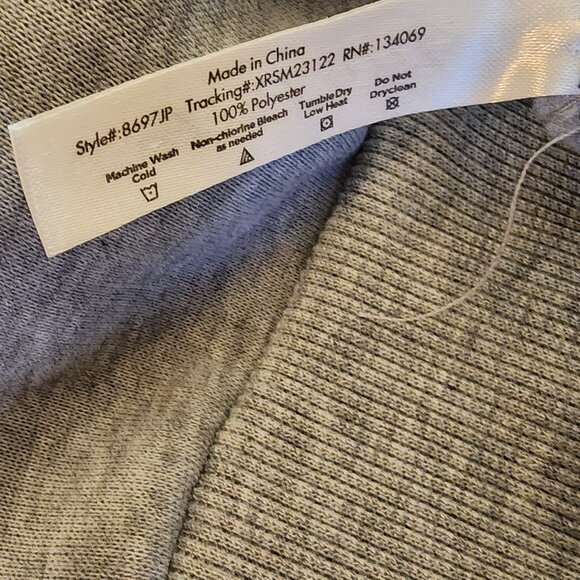 Made in China
Style#:8697JP Tracking#:XRSM23122 RN#:134069
100% Polyester
Machine Wash Cold
Non-chlorine Bleach as needed
Tumble Dry Low Heat
Do Not Dryclean